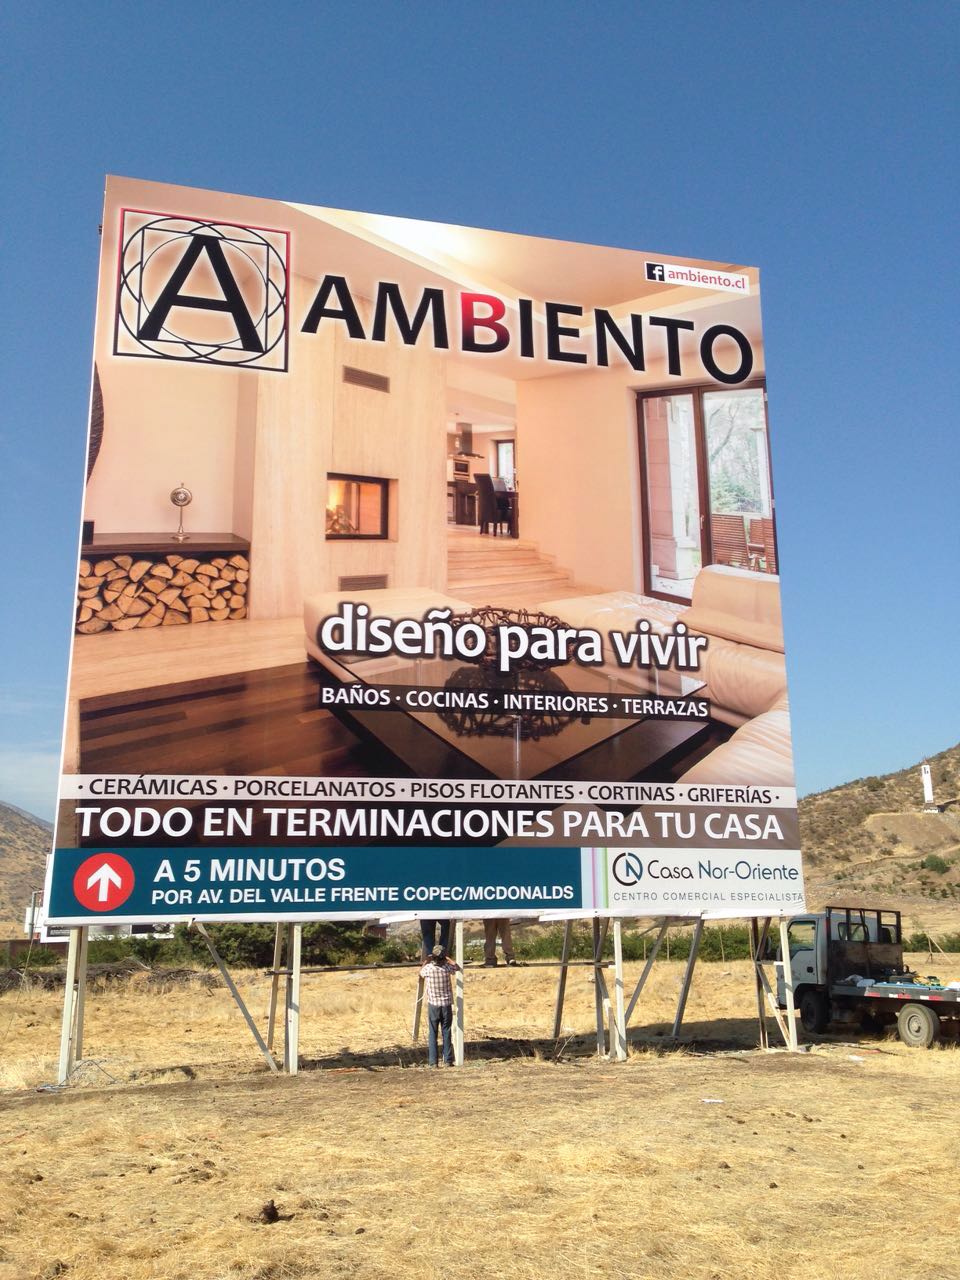 A
AMBIENTO
f ambiento.cl
diseño para vivir
BAÑOS · COCINAS · INTERIORES · TERRAZAS
· CERÁMICAS · PORCELANATOS · PISOS FLOTANTES · CORTINAS · GRIFERÍAS ·
TODO EN TERMINACIONES PARA TU CASA
A 5 MINUTOS
POR AV. DEL VALLE FRENTE COPEC/MCDONALDS
Casa Nor-Oriente
CENTRO COMERCIAL ESPECIALISTA